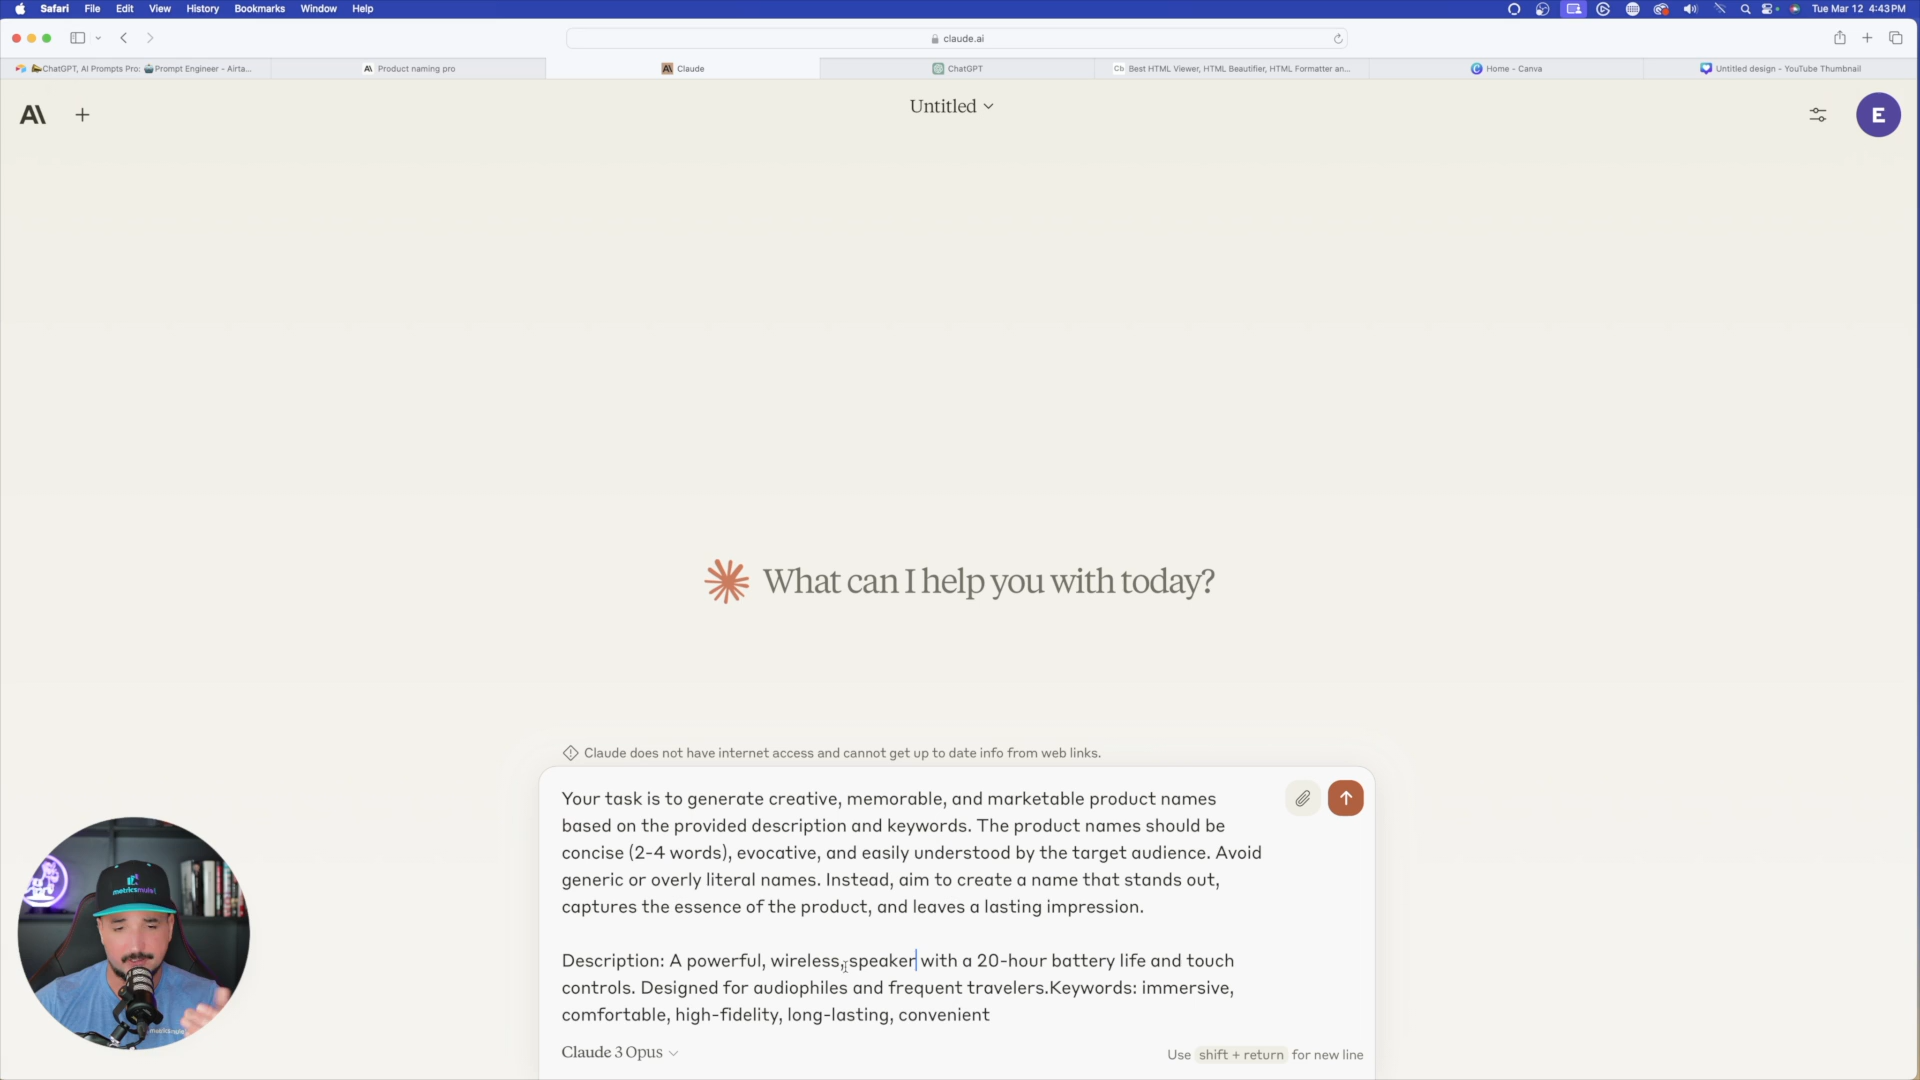 Safari File Edit View History Bookmarks Window Help Tue Mar 12 4:43 PM
claude.ai
ChatGPT, AI Prompts Pro: Prompt Engineer - Airta... Product naming pro Claude ChatGPT Best HTML Viewer, HTML Beautifier, HTML Formatter an... Home - Canva Untitled design - YouTube Thumbnail
Untitled
E
What can I help you with today?
Claude does not have internet access and cannot get up to date info from web links.
Your task is to generate creative, memorable, and marketable product names
based on the provided description and keywords. The product names should be
concise (2-4 words), evocative, and easily understood by the target audience. Avoid
generic or overly literal names. Instead, aim to create a name that stands out,
captures the essence of the product, and leaves a lasting impression.
Description: A powerful, wireless, speaker with a 20-hour battery life and touch
controls. Designed for audiophiles and frequent travelers.Keywords: immersive,
comfortable, high-fidelity, long-lasting, convenient
Claude 3 Opus
Use shift + return for new line
metricsmule